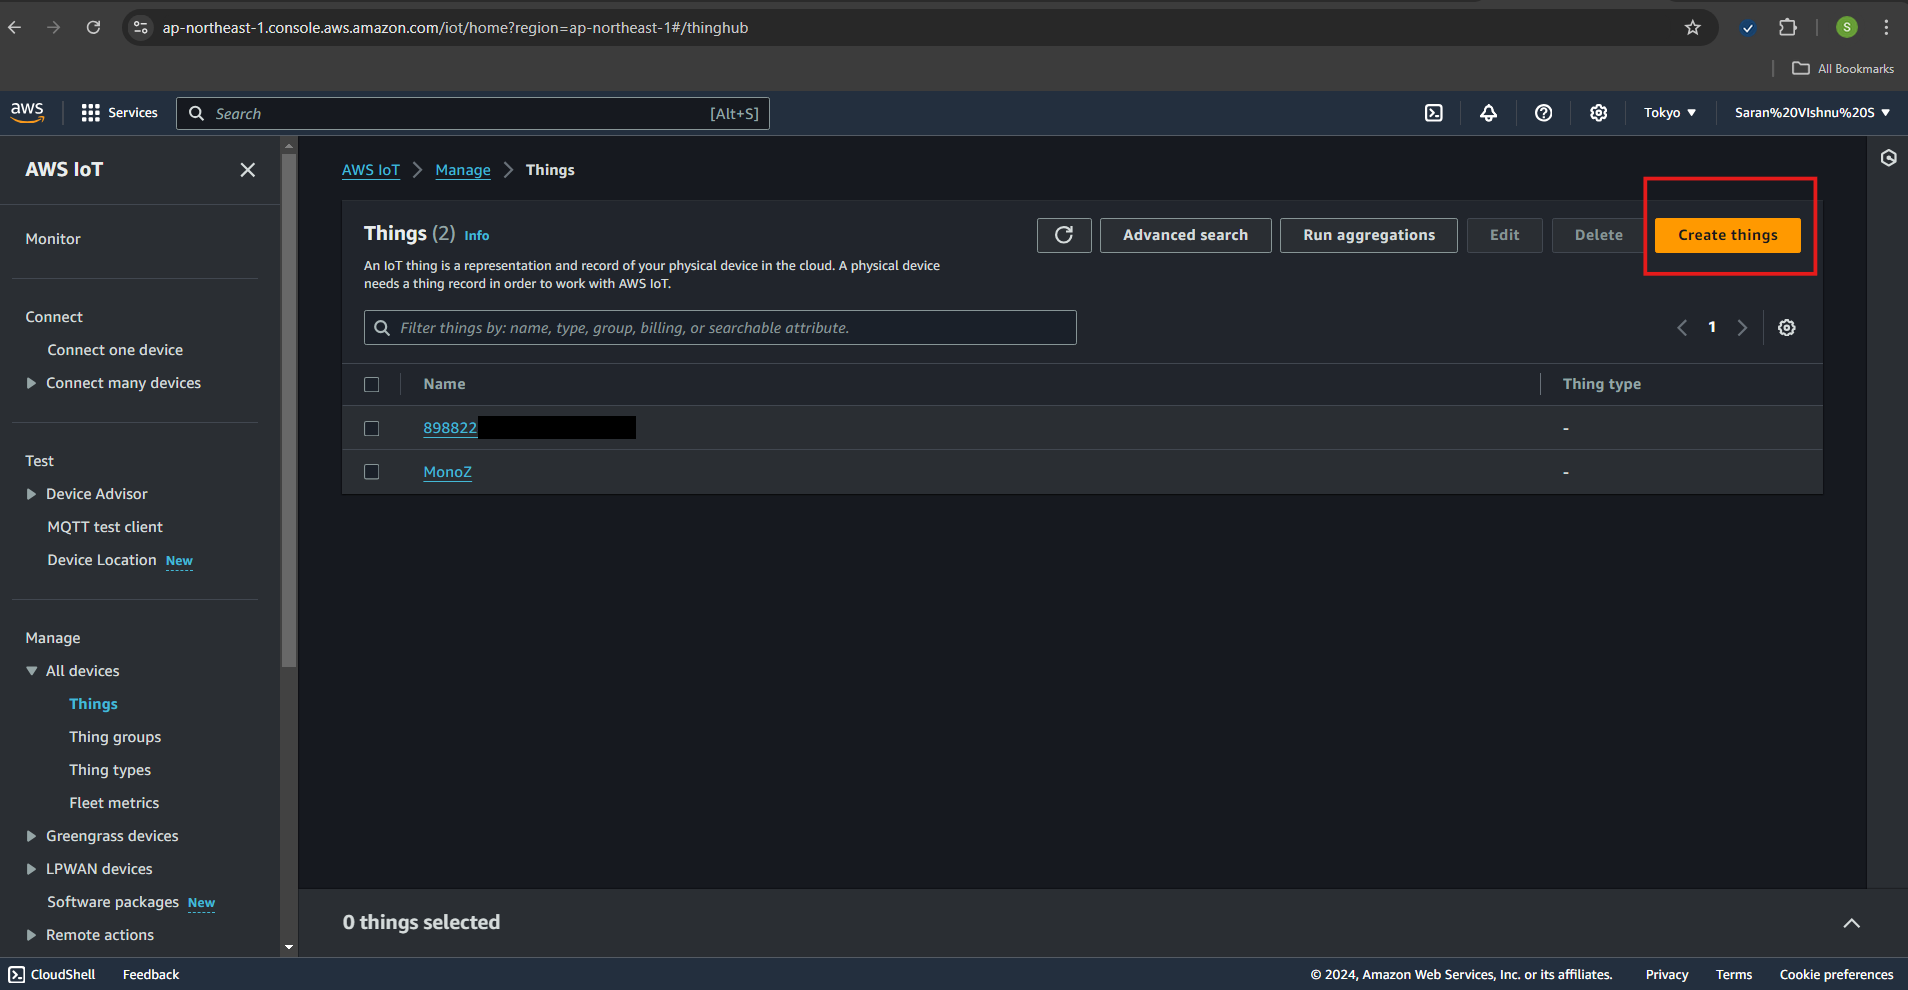 ap-northeast-1.console.aws.amazon.com/iot/home?region=ap-northeast-1#/thinghub
S
All Bookmarks
aws
Services
Search
[Alt+S]
Tokyo
Saran%20VIshnu%20S
AWS IoT
Monitor
Connect
Connect one device
Connect many devices
Test
Device Advisor
MQTT test client
Device Location New
Manage
All devices
Things
Thing groups
Thing types
Fleet metrics
Greengrass devices
LPWAN devices
Software packages New
Remote actions
AWS IoT
Manage
Things
Things (2) Info
An IoT thing is a representation and record of your physical device in the cloud. A physical device
needs a thing record in order to work with AWS IoT.
Advanced search
Run aggregations
Edit
Delete
Create things
Filter things by: name, type, group, billing, or searchable attribute.
1
Name
Thing type
898822
-
MonoZ
-
0 things selected
CloudShell
Feedback
© 2024, Amazon Web Services, Inc. or its affiliates.
Privacy
Terms
Cookie preferences